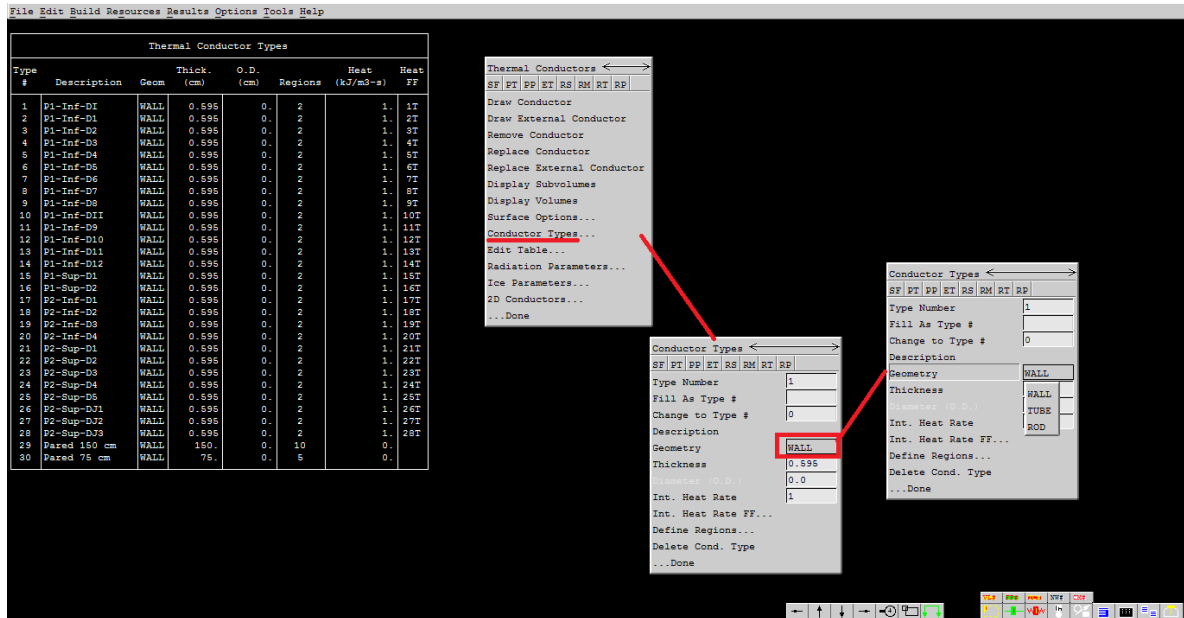 File Edit Build Resources Results Options Tools Help
Thermal Conductor Types
Type # Description Geom Thick. (cm) O.D. (cm) Regions Heat (kJ/m3-s) Heat FF
1 P1-Inf-DI WALL 0.595 0. 2 1. 1T
2 P1-Inf-D1 WALL 0.595 0. 2 1. 2T
3 P1-Inf-D2 WALL 0.595 0. 2 1. 3T
4 P1-Inf-D3 WALL 0.595 0. 2 1. 4T
5 P1-Inf-D4 WALL 0.595 0. 2 1. 5T
6 P1-Inf-D5 WALL 0.595 0. 2 1. 6T
7 P1-Inf-D6 WALL 0.595 0. 2 1. 7T
8 P1-Inf-D7 WALL 0.595 0. 2 1. 8T
9 P1-Inf-D8 WALL 0.595 0. 2 1. 9T
10 P1-Inf-DII WALL 0.595 0. 2 1. 10T
11 P1-Inf-D9 WALL 0.595 0. 2 1. 11T
12 P1-Inf-D10 WALL 0.595 0. 2 1. 12T
13 P1-Inf-D11 WALL 0.595 0. 2 1. 13T
14 P1-Inf-D12 WALL 0.595 0. 2 1. 14T
15 P1-Sup-D1 WALL 0.595 0. 2 1. 15T
16 P1-Sup-D2 WALL 0.595 0. 2 1. 16T
17 P2-Inf-D1 WALL 0.595 0. 2 1. 17T
18 P2-Inf-D2 WALL 0.595 0. 2 1. 18T
19 P2-Inf-D3 WALL 0.595 0. 2 1. 19T
20 P2-Inf-D4 WALL 0.595 0. 2 1. 20T
21 P2-Sup-D1 WALL 0.595 0. 2 1. 21T
22 P2-Sup-D2 WALL 0.595 0. 2 1. 22T
23 P2-Sup-D3 WALL 0.595 0. 2 1. 23T
24 P2-Sup-D4 WALL 0.595 0. 2 1. 24T
25 P2-Sup-D5 WALL 0.595 0. 2 1. 25T
26 P2-Sup-DJ1 WALL 0.595 0. 2 1. 26T
27 P2-Sup-DJ2 WALL 0.595 0. 2 1. 27T
28 P2-Sup-DJ3 WALL 0.595 0. 2 1. 28T
29 Pared 150 cm WALL 150. 0. 10 0.
30 Pared 75 cm WALL 75. 0. 5 0.
Thermal Conductors
SF PT PP ET RS RM RT RP
Draw Conductor
Draw External Conductor
Remove Conductor
Replace Conductor
Replace External Conductor
Display Subvolumes
Display Volumes
Surface Options...
Conductor Types...
Edit Table...
Radiation Parameters...
Ice Parameters...
2D Conductors...
...Done
Conductor Types
SF PT PP ET RS RM RT RP
Type Number 1
Fill As Type #
Change to Type # 0
Description
Geometry WALL
Thickness 0.595
Diameter (O.D.) 0.0
Int. Heat Rate 1
Int. Heat Rate FF...
Define Regions...
Delete Cond. Type
...Done
Conductor Types
SF PT PP ET RS RM RT RP
Type Number 1
Fill As Type #
Change to Type # 0
Description
Geometry WALL
Thickness WALL
Diameter (O.D.) TUBE
Int. Heat Rate ROD
Int. Heat Rate FF...
Define Regions...
Delete Cond. Type
...Done